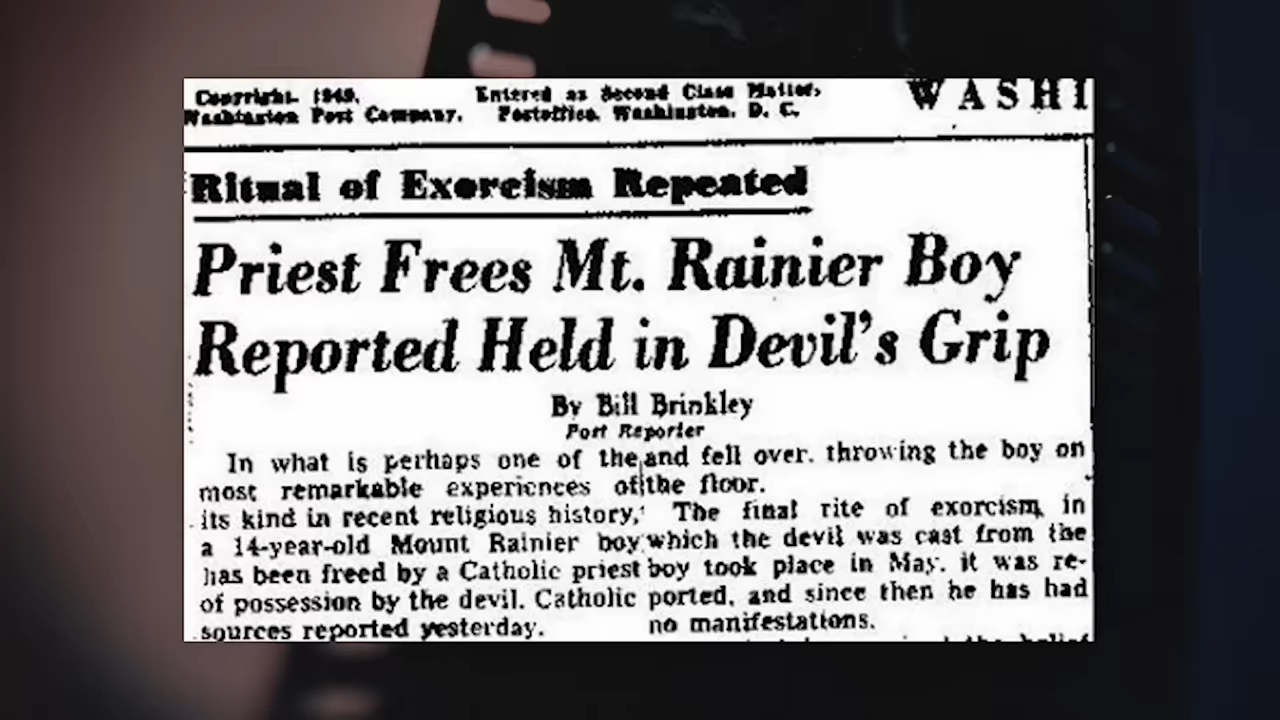 Copyright, 1949,
Washington Post Company.
Entered as Second Class Matter,
Postoffice, Washington, D. C.
WASHI
Ritual of Exorcism Repeated
Priest Frees Mt. Rainier Boy
Reported Held in Devil's Grip
By Bill Brinkley
Post Reporter
In what is perhaps one of the
most remarkable experiences of
its kind in recent religious history,
a 14-year-old Mount Rainier boy
has been freed by a Catholic priest
of possession by the devil. Catholic
sources reported yesterday.
and fell over. throwing the boy on
the floor.
The final rite of exorcism, in
which the devil was cast from the
boy took place in May. it was re-
ported, and since then he has had
no manifestations.
the belief